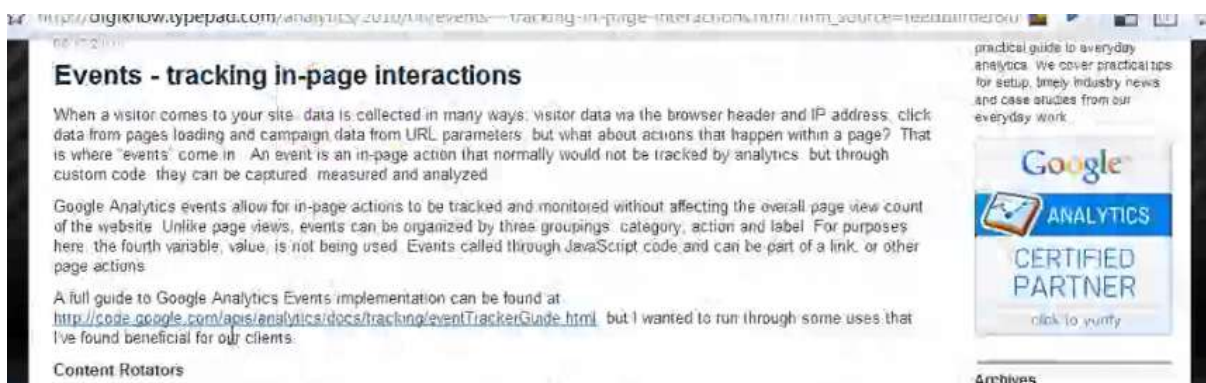 Events - tracking in-page interactions
When a visitor comes to your site data is collected in many ways, visitor data via the browser header and IP address, click
data from pages loading and campaign data from URL parameters but what about actions that happen within a page? That
is where "events" come in An event is an in-page action that normally would not be tracked by analytics but through
custom code they can be captured measured and analyzed
Google Analytics events allow for in-page actions to be tracked and monitored without affecting the overall page view count
of the website Unlike page views, events can be organized by three groupings category, action and label For purposes
here, the fourth variable, value, is not being used Events called through JavaScript code and can be part of a link, or other
page actions
A full guide to Google Analytics Events implementation can be found at
http://code.google.com/apis/analytics/docs/tracking/eventTrackerGuide.html but I wanted to run through some uses that
I've found beneficial for our clients
Content Rotators
practical guide to everyday
analytics. We cover practical tips
for setup, timely industry news
and case studies from our
everyday work
Google
ANALYTICS
CERTIFIED
PARTNER
click to verify
Archives